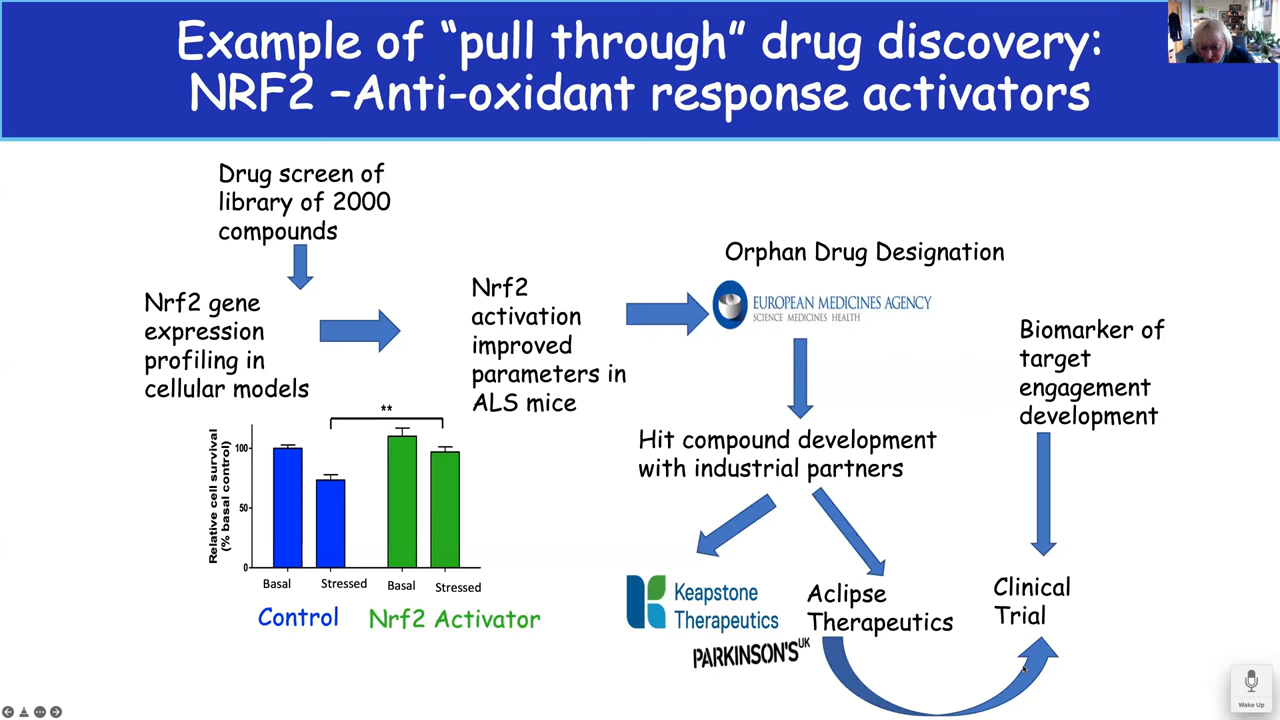 Example of “pull through” drug discovery:
NRF2 –Anti-oxidant response activators
Drug screen of
library of 2000
compounds
Nrf2 gene
expression
profiling in
cellular models
Nrf2
activation
improved
parameters in
ALS mice
Orphan Drug Designation
EUROPEAN MEDICINES AGENCY
SCIENCE MEDICINES HEALTH
Hit compound development
with industrial partners
Biomarker of
target
engagement
development
**
Relative cell survival
(% basal control)
100
50
0
Basal
Stressed
Basal
Stressed
Control
Nrf2 Activator
Keapstone
Therapeutics
PARKINSON'S UK
Aclipse
Therapeutics
Clinical
Trial
Wake Up